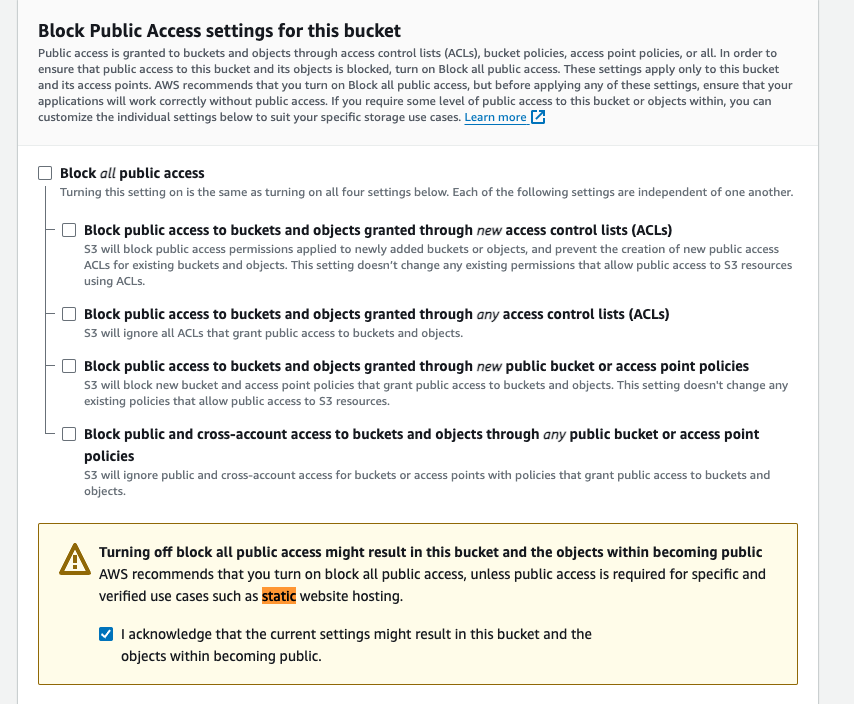 Block Public Access settings for this bucket
Public access is granted to buckets and objects through access control lists (ACLs), bucket policies, access point policies, or all. In order to
ensure that public access to this bucket and its objects is blocked, turn on Block all public access. These settings apply only to this bucket
and its access points. AWS recommends that you turn on Block all public access, but before applying any of these settings, ensure that your
applications will work correctly without public access. If you require some level of public access to this bucket or objects within, you can
customize the individual settings below to suit your specific storage use cases. Learn more
Block all public access
Turning this setting on is the same as turning on all four settings below. Each of the following settings are independent of one another.
Block public access to buckets and objects granted through new access control lists (ACLs)
S3 will block public access permissions applied to newly added buckets or objects, and prevent the creation of new public access
ACLs for existing buckets and objects. This setting doesn't change any existing permissions that allow public access to S3 resources
using ACLs.
Block public access to buckets and objects granted through any access control lists (ACLs)
S3 will ignore all ACLs that grant public access to buckets and objects.
Block public access to buckets and objects granted through new public bucket or access point policies
S3 will block new bucket and access point policies that grant public access to buckets and objects. This setting doesn't change any
existing policies that allow public access to S3 resources.
Block public and cross-account access to buckets and objects through any public bucket or access point
policies
S3 will ignore public and cross-account access for buckets or access points with policies that grant public access to buckets and
objects.
Turning off block all public access might result in this bucket and the objects within becoming public
AWS recommends that you turn on block all public access, unless public access is required for specific and
verified use cases such as static website hosting.
I acknowledge that the current settings might result in this bucket and the
objects within becoming public.